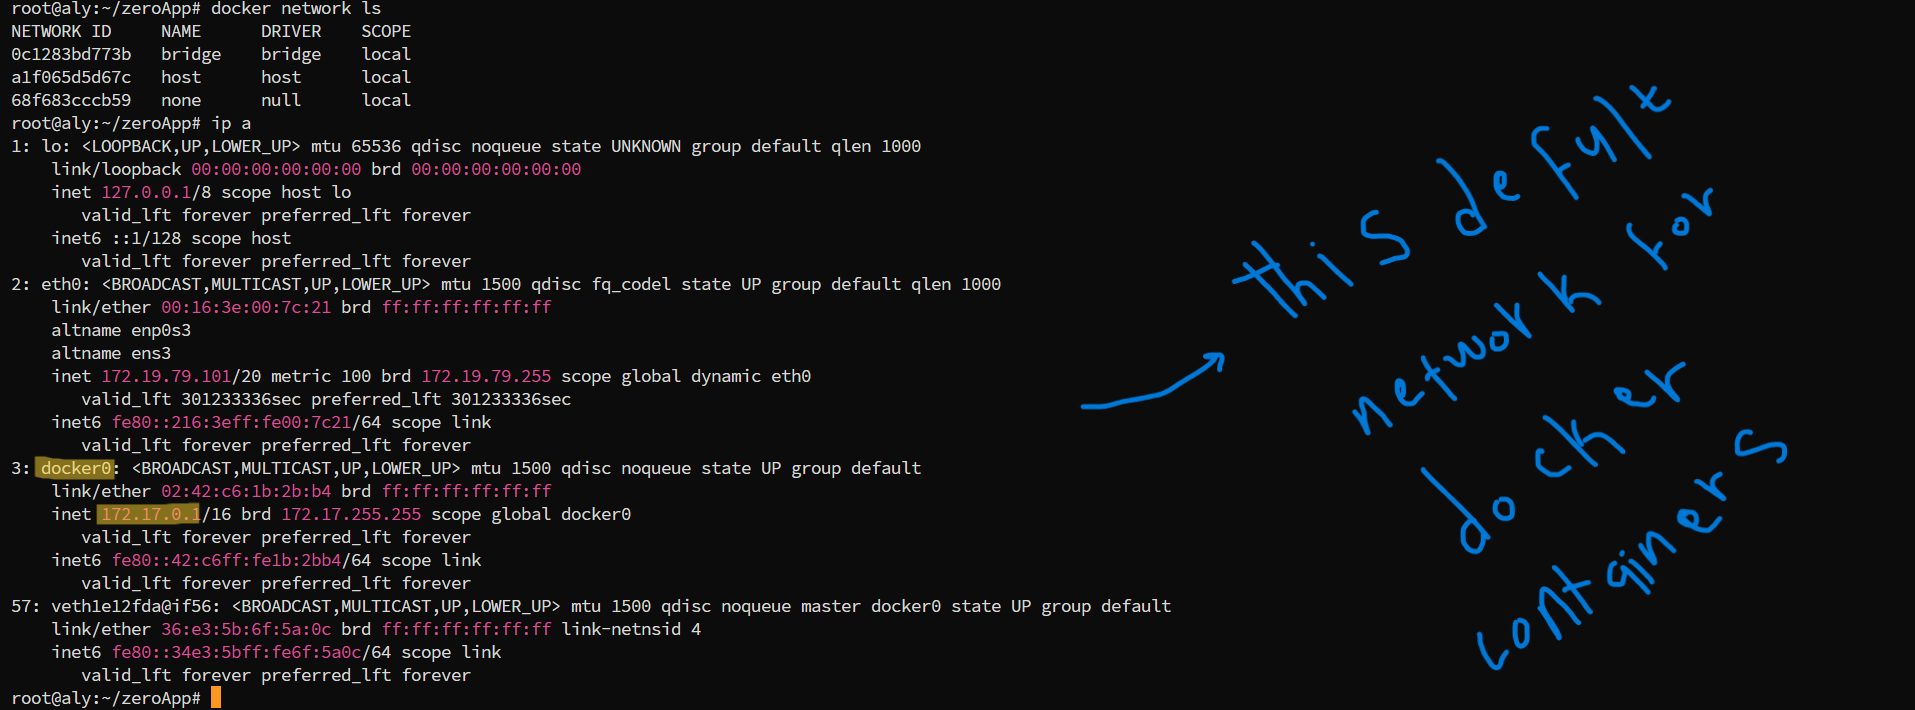 root@aly:~/zeroApp# docker network ls
NETWORK ID     NAME      DRIVER    SCOPE
0c1283bd773b   bridge    bridge    local
a1f065d5d67c   host      host      local
68f683cccb59   none      null      local
root@aly:~/zeroApp# ip a
1: lo: <LOOPBACK,UP,LOWER_UP> mtu 65536 qdisc noqueue state UNKNOWN group default qlen 1000
link/loopback 00:00:00:00:00:00 brd 00:00:00:00:00:00
inet 127.0.0.1/8 scope host lo
valid_lft forever preferred_lft forever
inet6 ::1/128 scope host
valid_lft forever preferred_lft forever
2: eth0: <BROADCAST,MULTICAST,UP,LOWER_UP> mtu 1500 qdisc fq_codel state UP group default qlen 1000
link/ether 00:16:3e:00:7c:21 brd ff:ff:ff:ff:ff:ff
altname enp0s3
altname ens3
inet 172.19.79.101/20 metric 100 brd 172.19.79.255 scope global dynamic eth0
valid_lft 301233336sec preferred_lft 301233336sec
inet6 fe80::216:3eff:fe00:7c21/64 scope link
valid_lft forever preferred_lft forever
3: docker0: <BROADCAST,MULTICAST,UP,LOWER_UP> mtu 1500 qdisc noqueue state UP group default
link/ether 02:42:c6:1b:2b:b4 brd ff:ff:ff:ff:ff:ff
inet 172.17.0.1/16 brd 172.17.255.255 scope global docker0
valid_lft forever preferred_lft forever
inet6 fe80::42:c6ff:fe1b:2bb4/64 scope link
valid_lft forever preferred_lft forever
57: veth1e12fda@if56: <BROADCAST,MULTICAST,UP,LOWER_UP> mtu 1500 qdisc noqueue master docker0 state UP group default
link/ether 36:e3:5b:6f:5a:0c brd ff:ff:ff:ff:ff:ff link-netnsid 4
inet6 fe80::34e3:5bff:fe6f:5a0c/64 scope link
valid_lft forever preferred_lft forever
root@aly:~/zeroApp#
this defult
network for
docker
containers